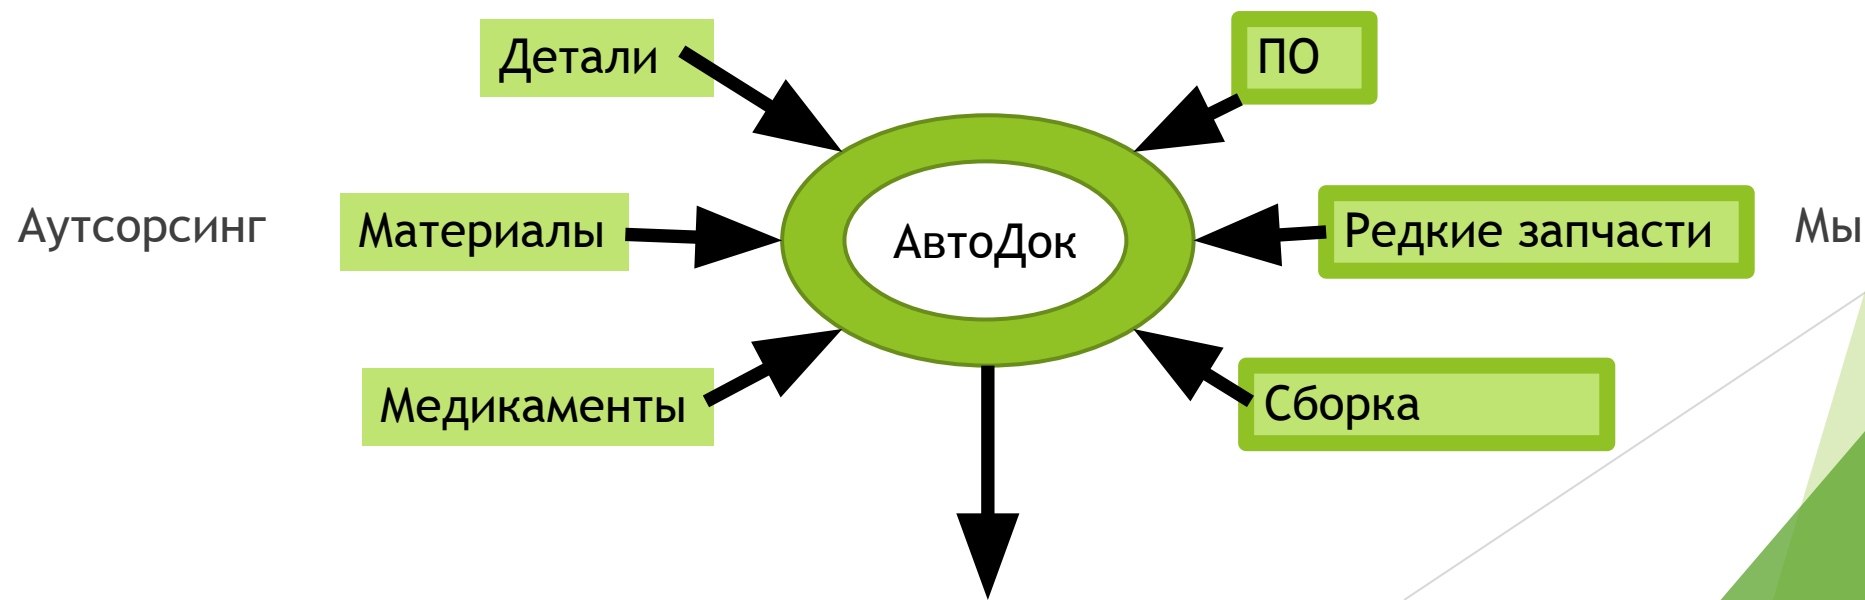 Детали
ПО
Аутсорсинг
Материалы
АвтоДок
Редкие запчасти
Мы
Медикаменты
Сборка